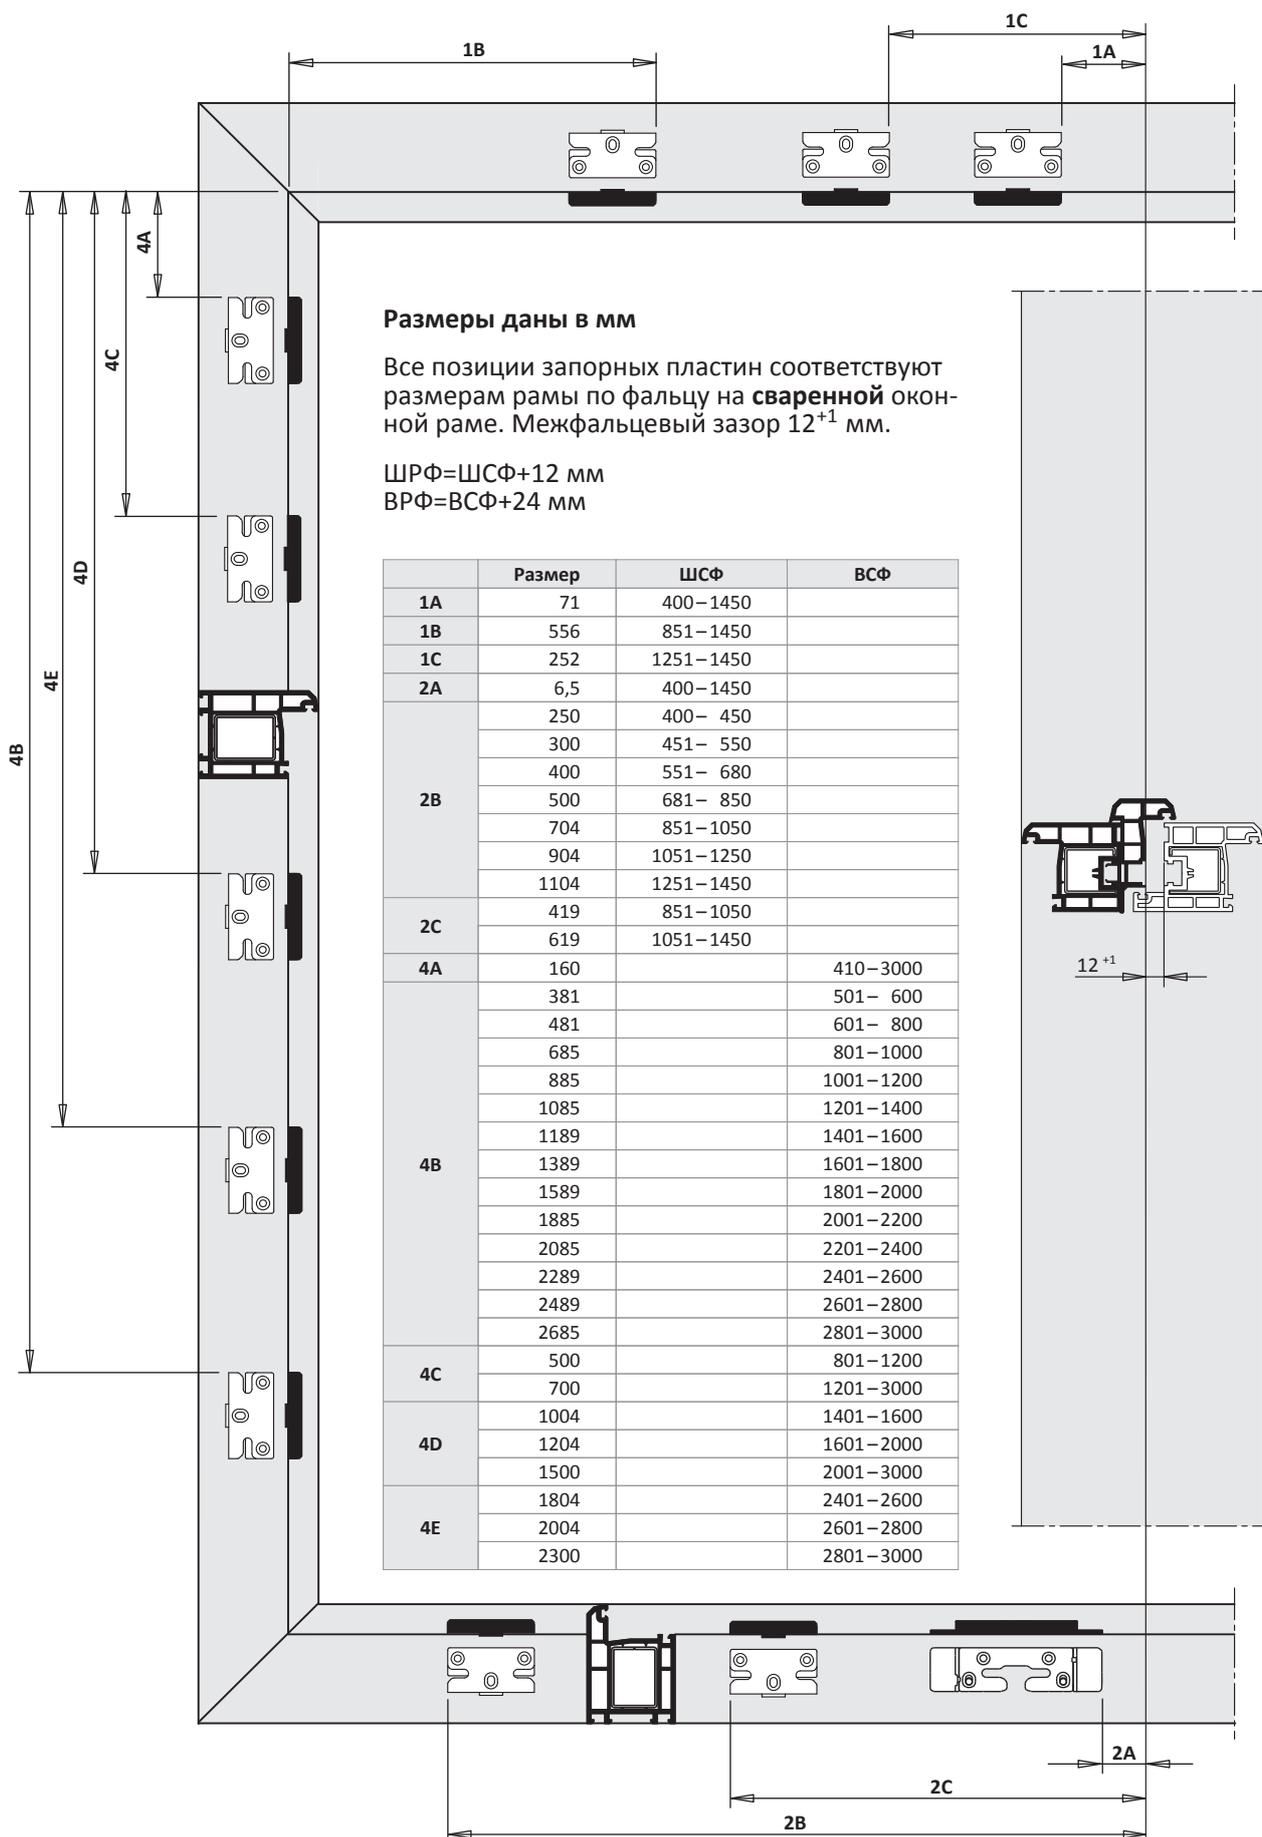 1C
1B
1A
4A
4C
4D
4E
4B
Размеры даны в мм
Все позиции запорных пластин соответствуют
размерам рамы по фальцу на сваренной окон-
ной раме. Межфальцевый зазор 12+1 мм.
ШРФ=ШСФ+12 мм
ВРФ=ВСФ+24 мм
Размер ШСФ ВСФ
1A 71 400–1450
1B 556 851–1450
1C 252 1251–1450
2A 6,5 400–1450
2B 250 400– 450
300 451– 550
400 551– 680
500 681– 850
704 851–1050
904 1051–1250
1104 1251–1450
2C 419 851–1050
619 1051–1450
4A 160 410–3000
4B 381 501– 600
481 601– 800
685 801–1000
885 1001–1200
1085 1201–1400
1189 1401–1600
1389 1601–1800
1589 1801–2000
1885 2001–2200
2085 2201–2400
2289 2401–2600
2489 2601–2800
2685 2801–3000
4C 500 801–1200
700 1201–3000
4D 1004 1401–1600
1204 1601–2000
1500 2001–3000
4E 1804 2401–2600
2004 2601–2800
2300 2801–3000
12 +1
2A
2C
2B